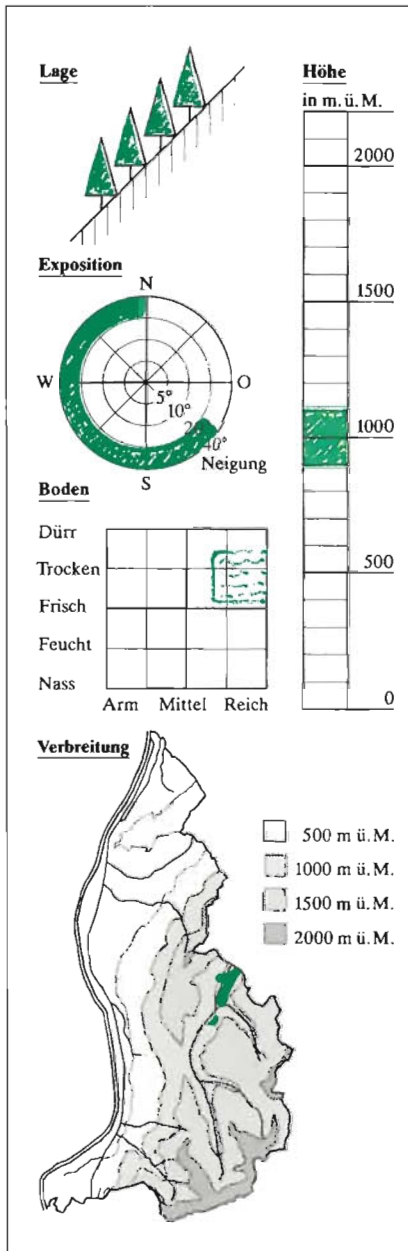 Lage
Höhe
in m. ü. M.
2000
1500
1000
500
0
Exposition
N
W
O
S
5°
10°
40°
Neigung
Boden
Dürr
Trocken
Frisch
Feucht
Nass
Arm Mittel Reich
Verbreitung
500 m ü. M.
1000 m ü. M.
1500 m ü. M.
2000 m ü. M.